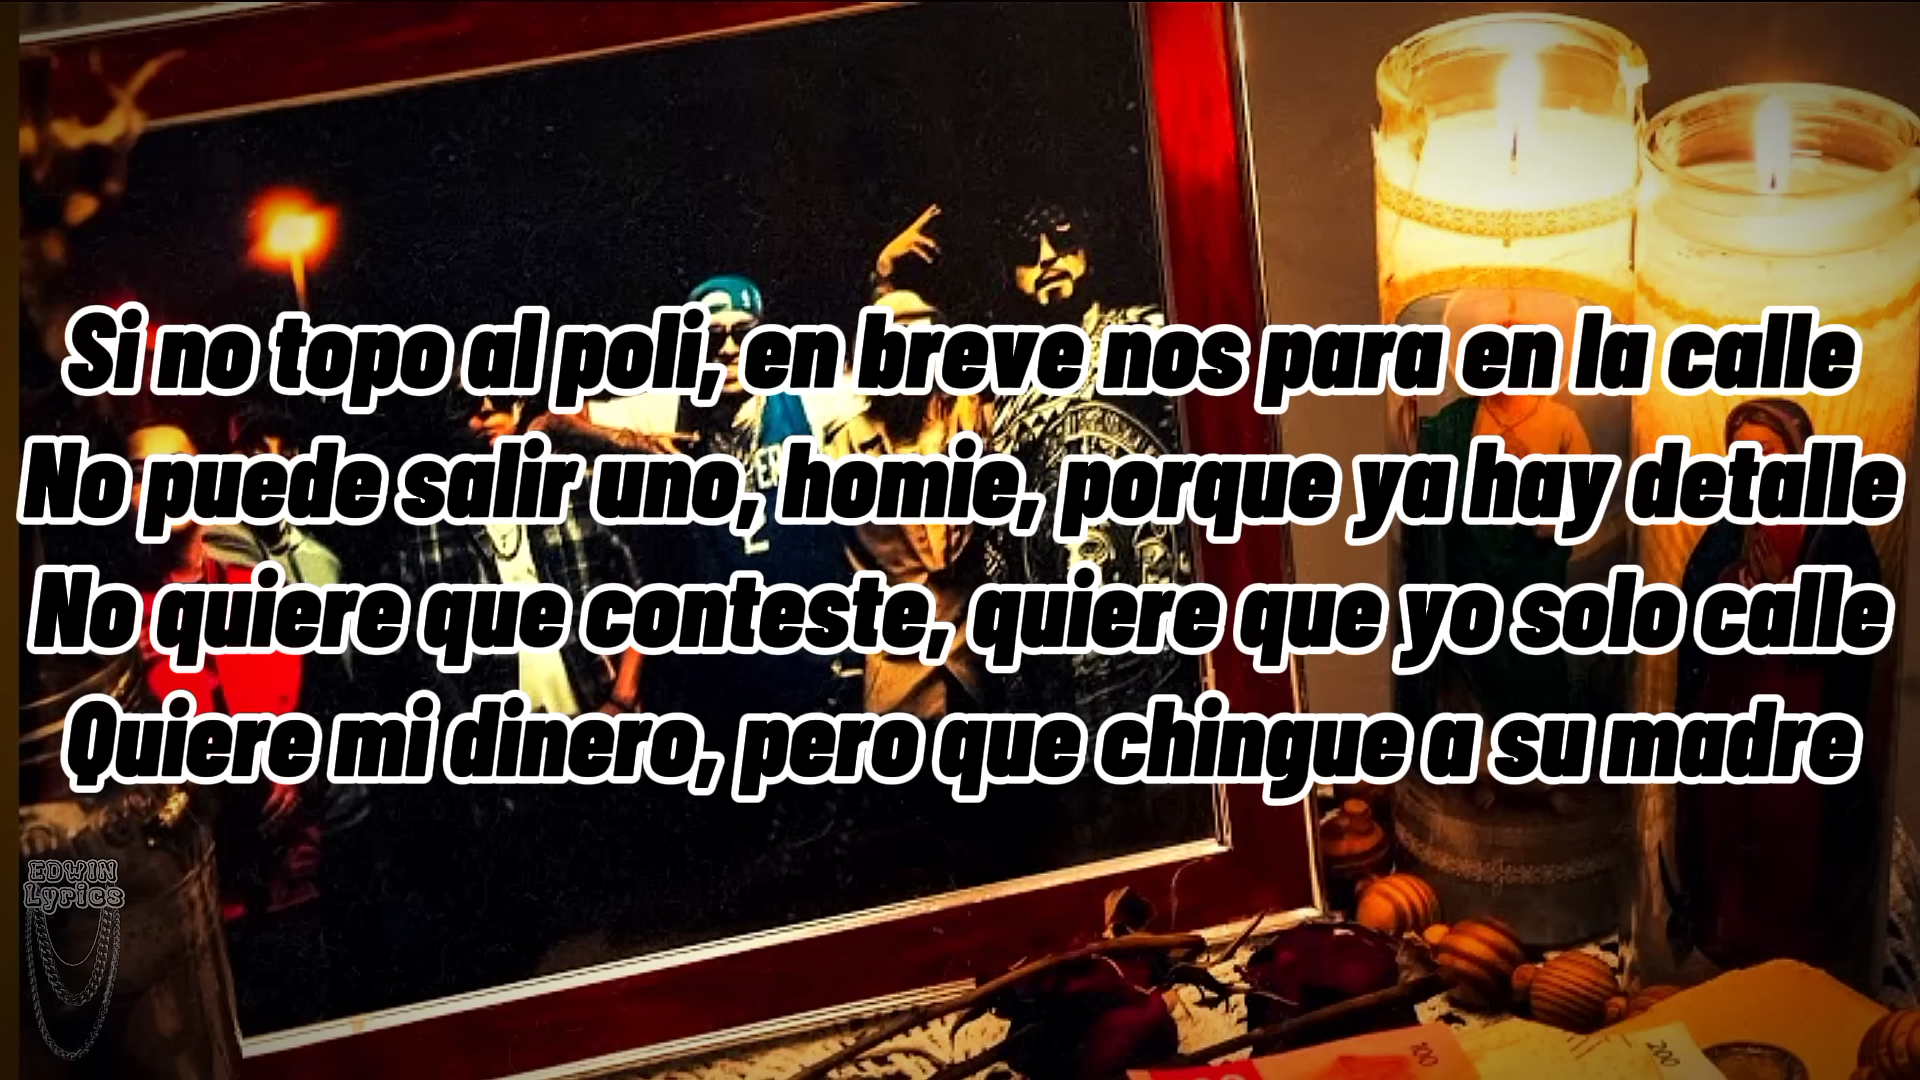 Si no topo al poli, en breve nos para en la calle
No puede salir uno, homie, porque ya hay detalle
No quiere que conteste, quiere que yo solo calle
Quiere mi dinero, pero que chingue a su madre
EDWIN
Lyrics
100
200